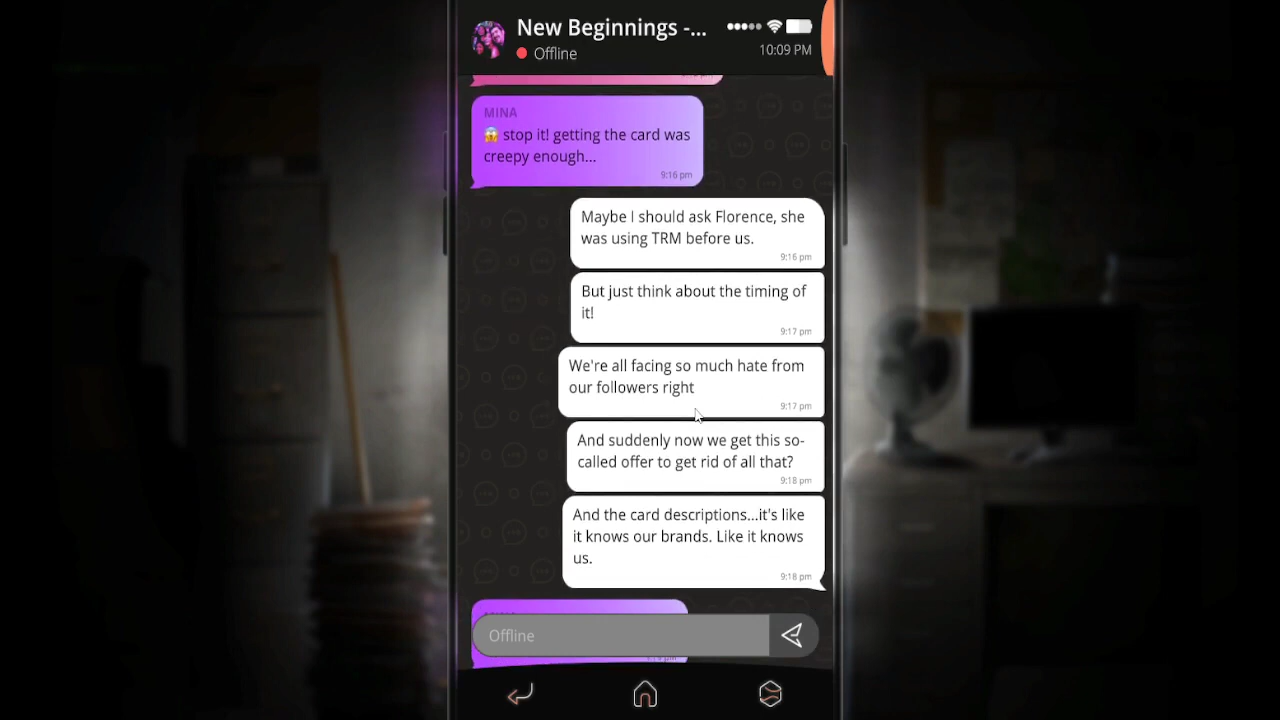 New Beginnings -...
Offline
10:09 PM
MINA
😱 stop it! getting the card was
creepy enough...
9:16 pm
Maybe I should ask Florence, she
was using TRM before us.
9:16 pm
But just think about the timing of
it!
9:17 pm
We're all facing so much hate from
our followers right
9:17 pm
And suddenly now we get this so-
called offer to get rid of all that?
9:18 pm
And the card descriptions...it's like
it knows our brands. Like it knows
us.
9:18 pm
Offline